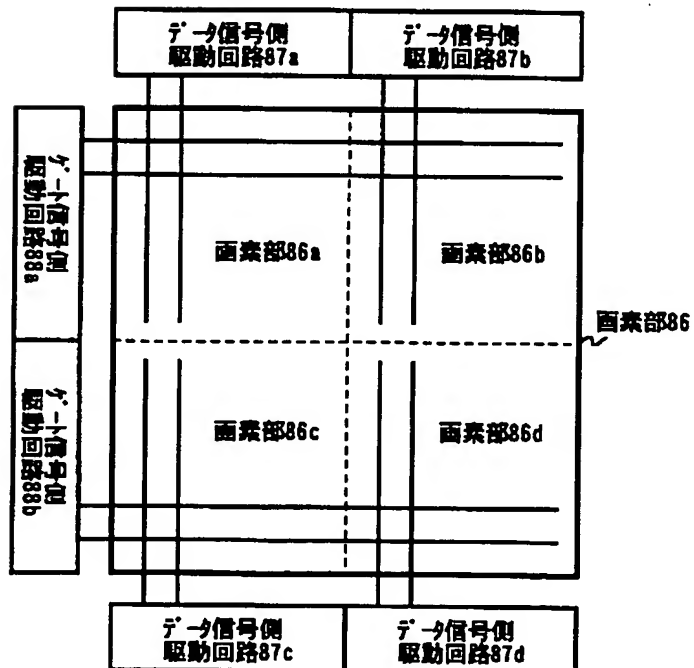 データ信号側
駆動回路87a
データ信号側
駆動回路87b
ゲート信号側
駆動回路88a
画素部86a
画素部86b
画素部86
ゲート信号側
駆動回路88b
画素部86c
画素部86d
データ信号側
駆動回路87c
データ信号側
駆動回路87d